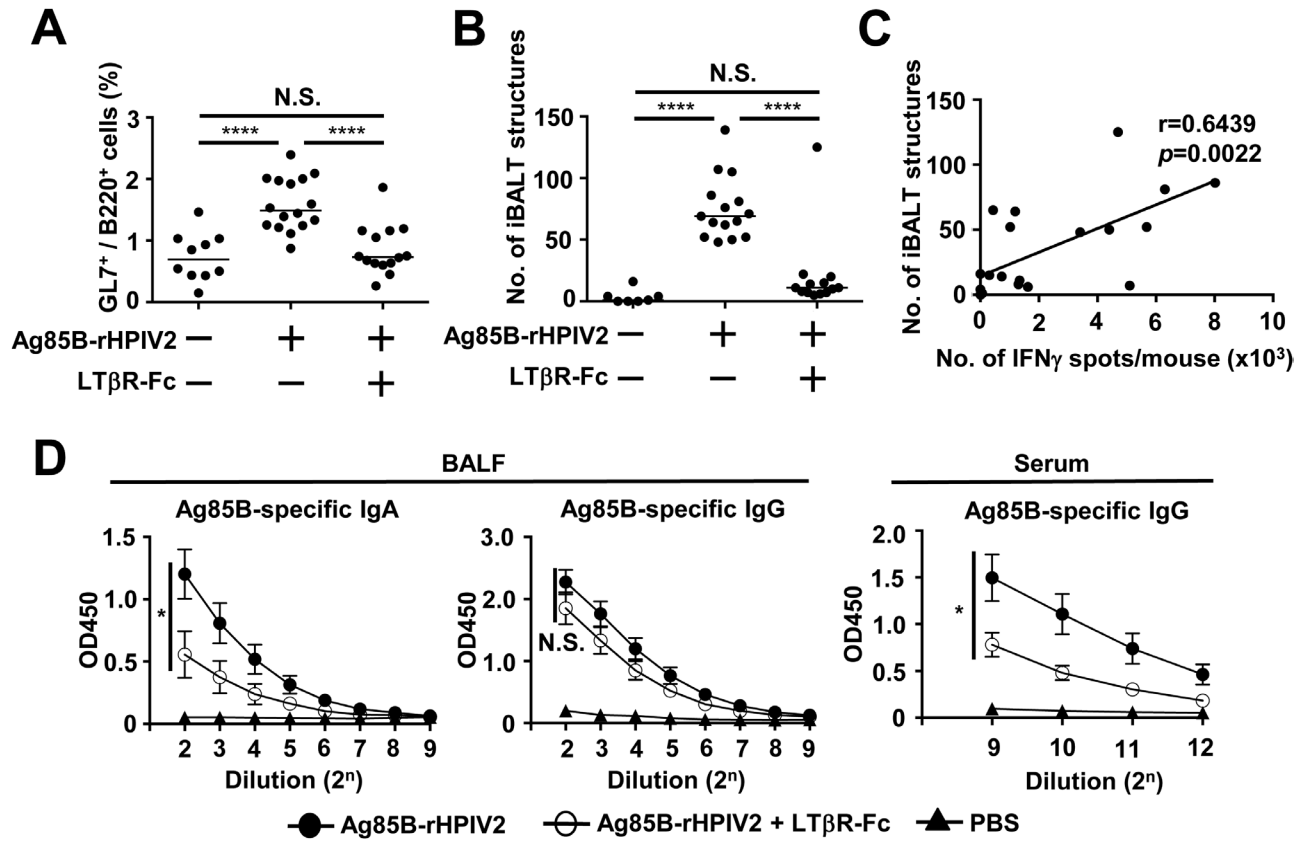 A
GL7⁺ / B220⁺ cells (%)
3
2
1
0
N.S.
**** ****
Ag85B-rHPIV2 — + +
LTβR-Fc — — +
B
No. of iBALT structures
150
100
50
0
N.S.
**** ****
Ag85B-rHPIV2 — + +
LTβR-Fc — — +
C
No. of iBALT structures
150
100
50
0
r=0.6439
p=0.0022
0 2 4 6 8 10
No. of IFNγ spots/mouse (x10³)
D
BALF
Ag85B-specific IgA
OD450
1.5
1.0
0.5
0
*
2 3 4 5 6 7 8 9
Dilution (2ⁿ)
Ag85B-specific IgG
OD450
3.0
2.0
1.0
0
N.S.
2 3 4 5 6 7 8 9
Dilution (2ⁿ)
Serum
Ag85B-specific IgG
OD450
2.0
1.5
1.0
0.5
0
*
9 10 11 12
Dilution (2ⁿ)
Ag85B-rHPIV2 Ag85B-rHPIV2 + LTβR-Fc PBS